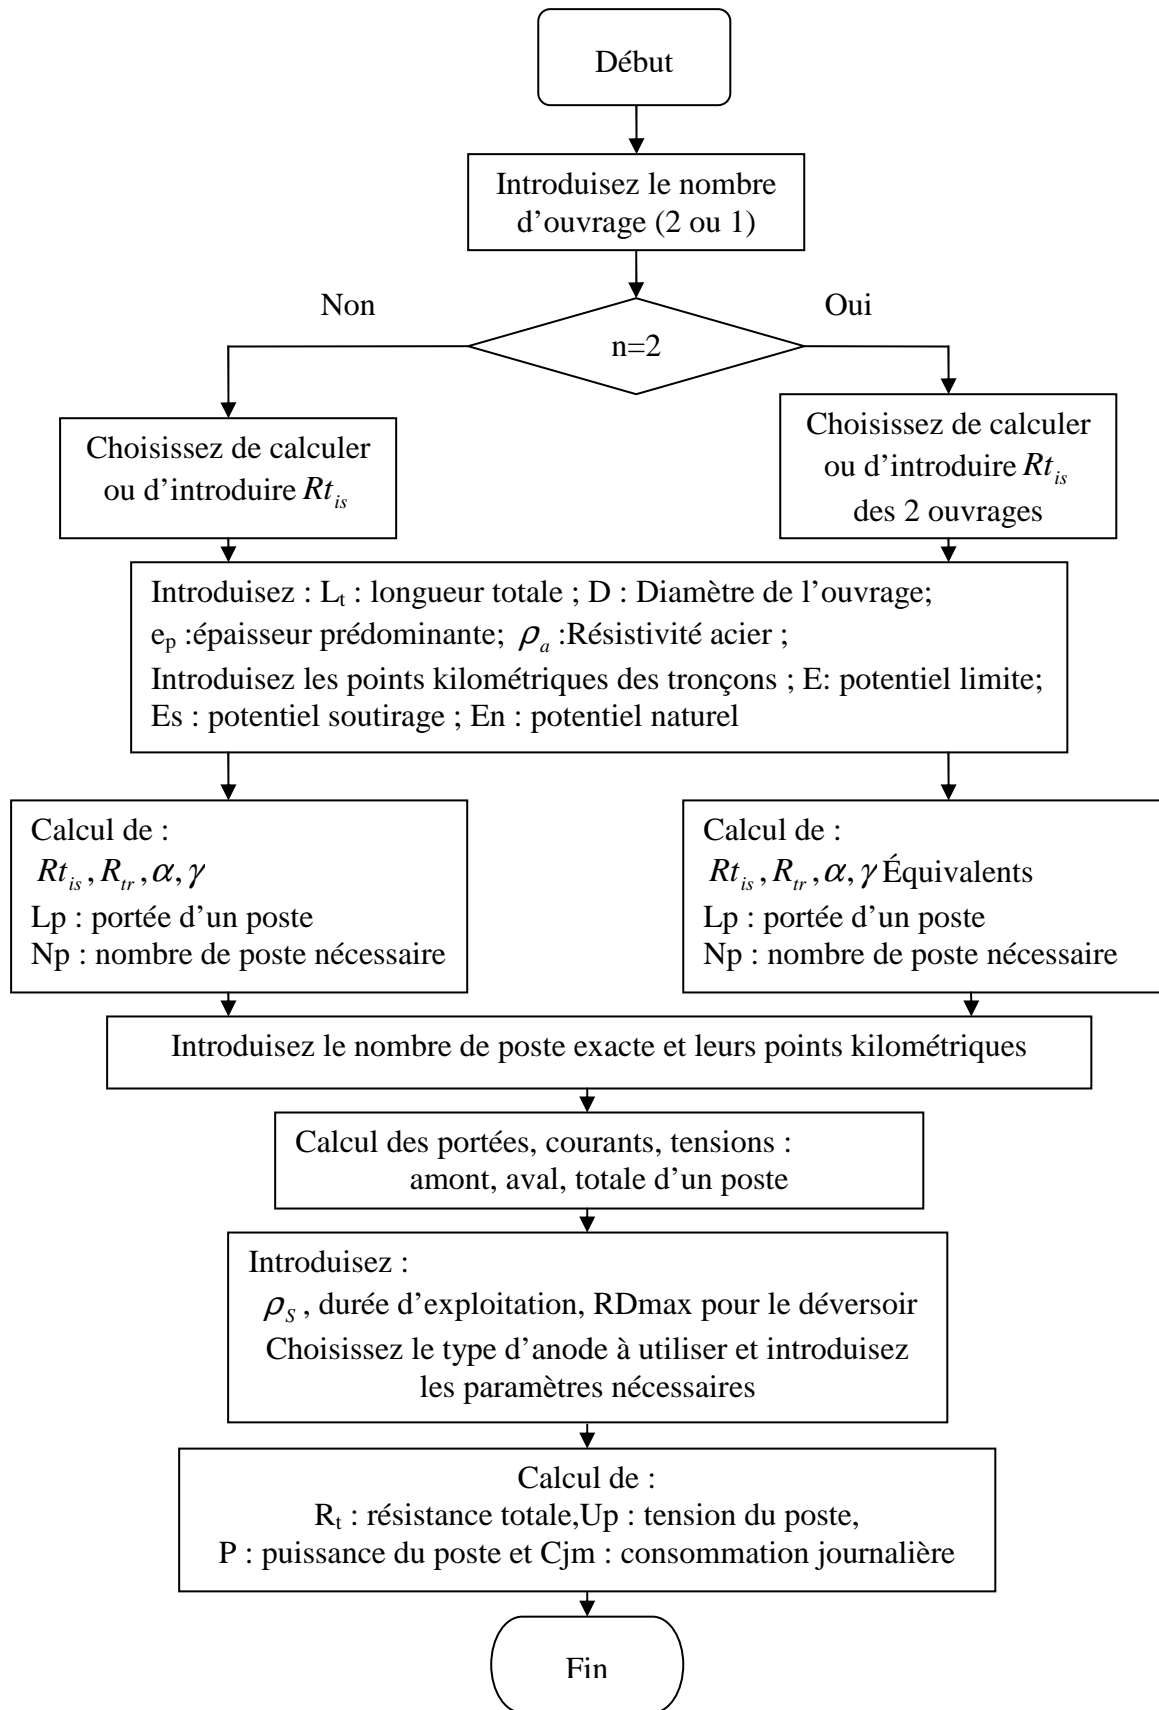 Début
Introduisez le nombre
d’ouvrage (2 ou 1)
Non
Oui
n=2
Choisissez de calculer
ou d’introduire Rt_is
Choisissez de calculer
ou d’introduire Rt_is
des 2 ouvrages
Introduisez : L_t : longueur totale ; D : Diamètre de l’ouvrage;
e_p :épaisseur prédominante; ρ_a :Résistivité acier ;
Introduisez les points kilométriques des tronçons ; E: potentiel limite;
Es : potentiel soutirage ; En : potentiel naturel
Calcul de :
Rt_is, R_tr, α, γ
Lp : portée d’un poste
Np : nombre de poste nécessaire
Calcul de :
Rt_is, R_tr, α, γ Équivalents
Lp : portée d’un poste
Np : nombre de poste nécessaire
Introduisez le nombre de poste exacte et leurs points kilométriques
Calcul des portées, courants, tensions :
amont, aval, totale d’un poste
Introduisez :
ρ_S , durée d’exploitation, RDmax pour le déversoir
Choisissez le type d’anode à utiliser et introduisez
les paramètres nécessaires
Calcul de :
R_t : résistance totale,Up : tension du poste,
P : puissance du poste et Cjm : consommation journalière
Fin